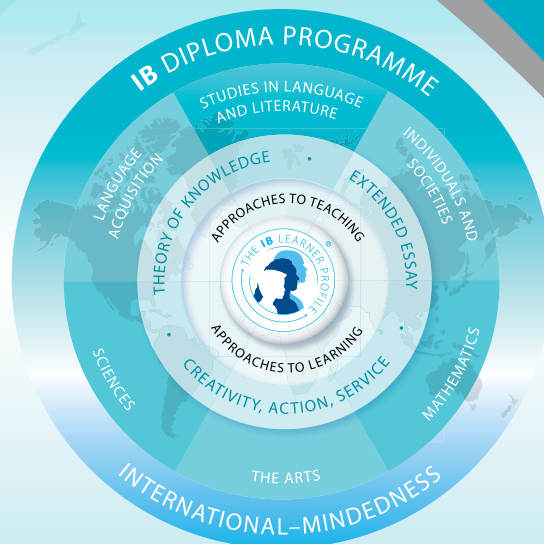 IB DIPLOMA PROGRAMME
STUDIES IN LANGUAGE
AND LITERATURE
LANGUAGE
ACQUISITION
INDIVIDUALS AND
SOCIETIES
THEORY OF KNOWLEDGE
EXTENDED ESSAY
APPROACHES TO TEACHING
THE IB LEARNER PROFILE®
APPROACHES TO LEARNING
CREATIVITY, ACTION, SERVICE
SCIENCES
MATHEMATICS
THE ARTS
INTERNATIONAL–MINDEDNESS